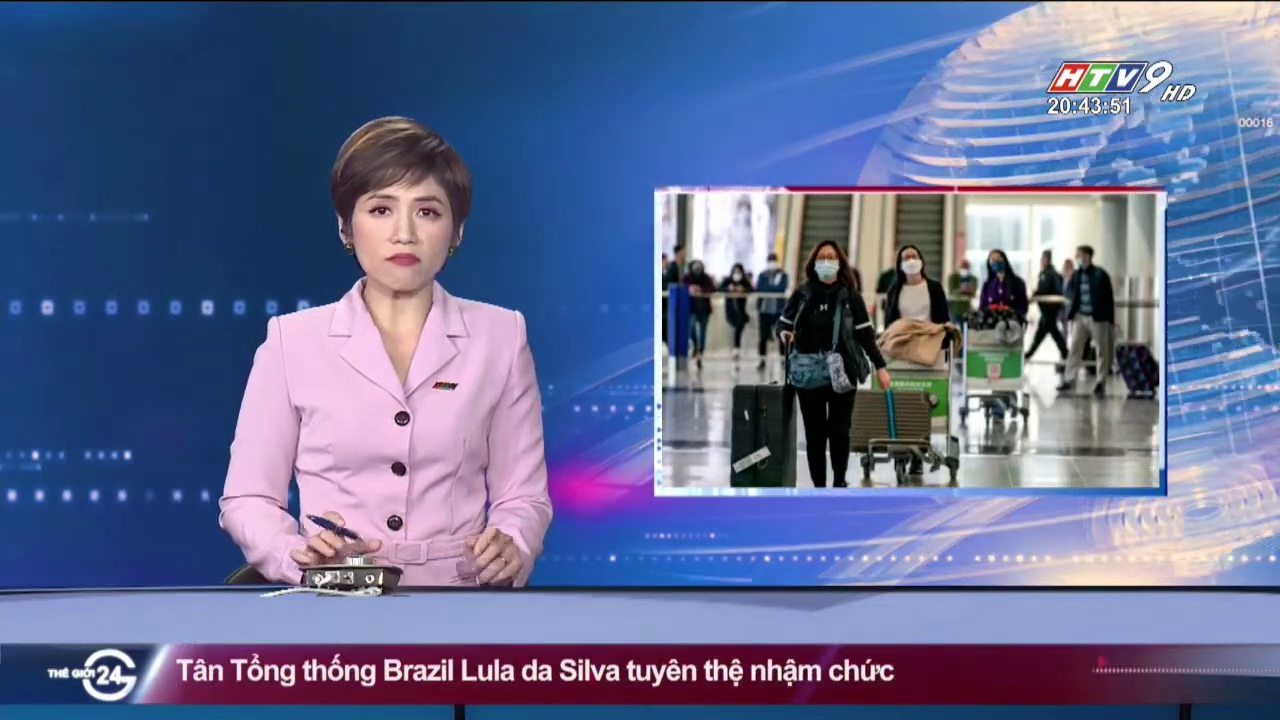 HTV9 HD
20:43:51
00016
THẾ GIỚI 24G
Tân Tổng thống Brazil Lula da Silva tuyên thệ nhậm chức